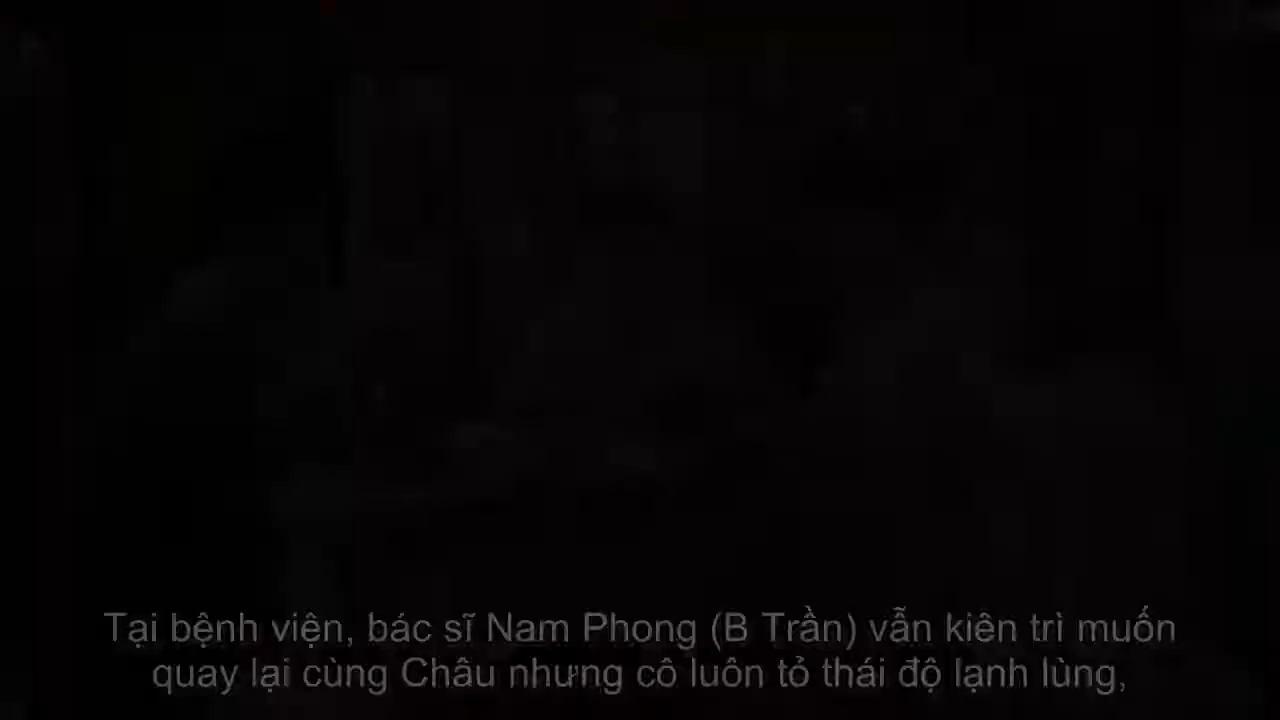 Tại bệnh viện, bác sĩ Nam Phong (B Trần) vẫn kiên trì muốn
quay lại cùng Châu nhưng cô luôn tỏ thái độ lạnh lùng,